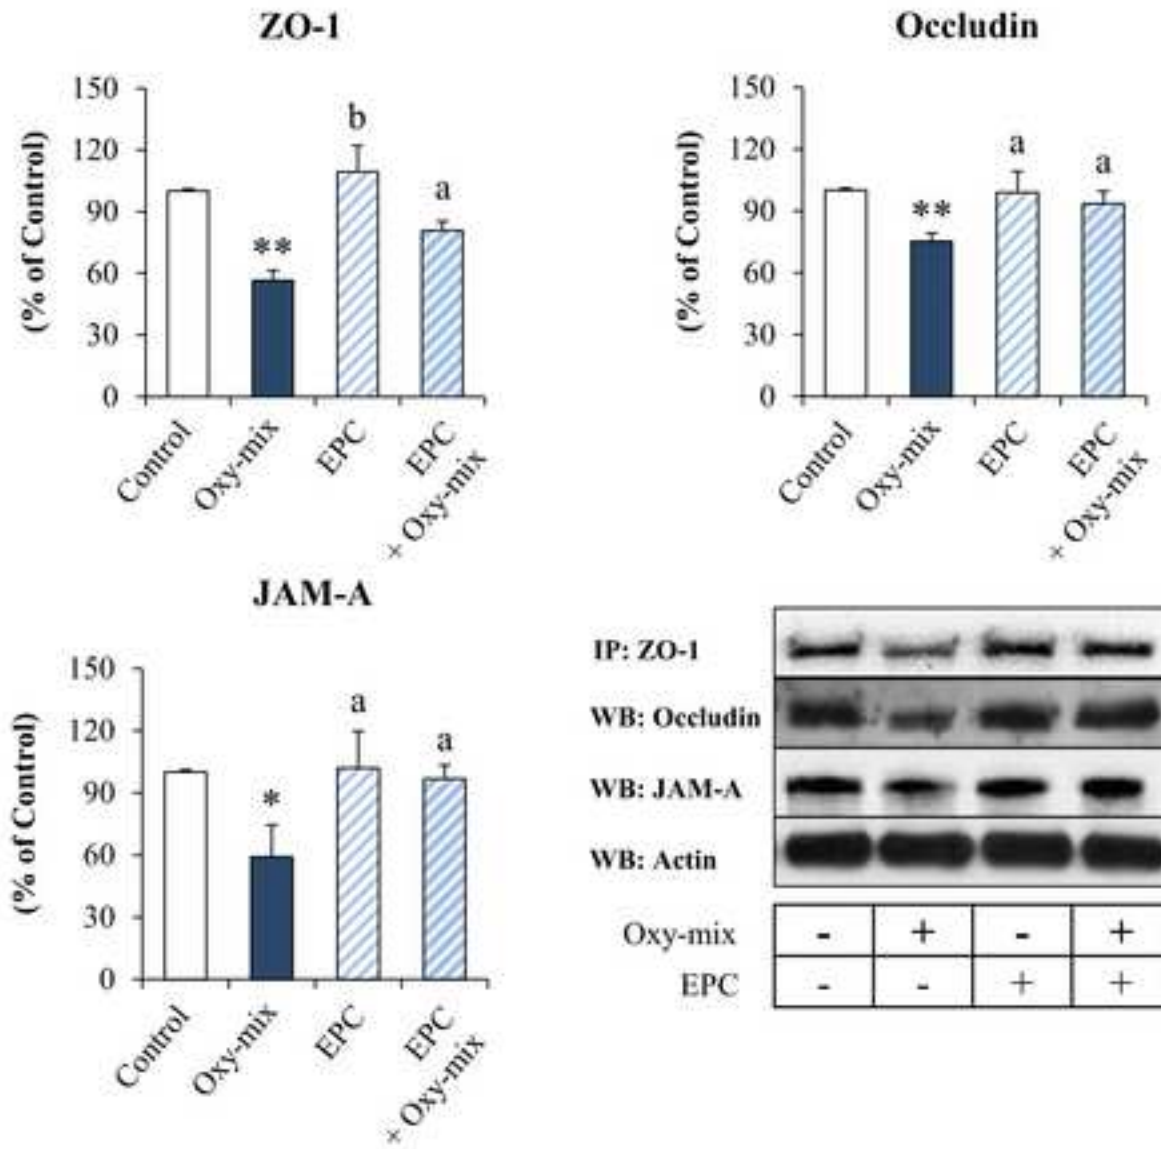 ZO-1
(% of Control)
150
120
90
60
30
0
**
b
a
Control
Oxy-mix
EPC
EPC
+ Oxy-mix
Occludin
(% of Control)
150
120
90
60
30
0
**
a
a
Control
Oxy-mix
EPC
EPC
+ Oxy-mix
JAM-A
(% of Control)
150
120
90
60
30
0
*
a
a
Control
Oxy-mix
EPC
EPC
+ Oxy-mix
IP: ZO-1
WB: Occludin
WB: JAM-A
WB: Actin
Oxy-mix - + - +
EPC - - + +